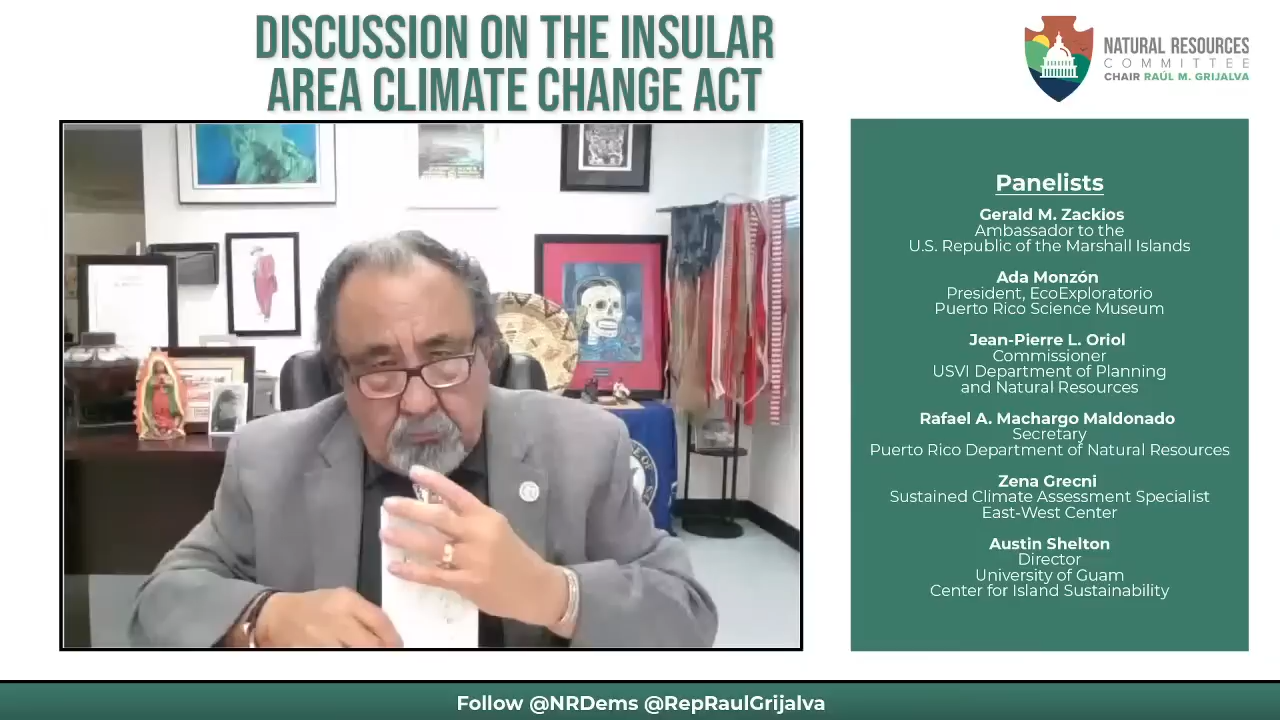 DISCUSSION ON THE INSULAR
AREA CLIMATE CHANGE ACT
NATURAL RESOURCES
COMMITTEE
CHAIR RAÚL M. GRIJALVA
Panelists
Gerald M. Zackios
Ambassador to the
U.S. Republic of the Marshall Islands
Ada Monzón
President, EcoExploratorio
Puerto Rico Science Museum
Jean-Pierre L. Oriol
Commissioner
USVI Department of Planning
and Natural Resources
Rafael A. Machargo Maldonado
Secretary
Puerto Rico Department of Natural Resources
Zena Grecni
Sustained Climate Assessment Specialist
East-West Center
Austin Shelton
Director
University of Guam
Center for Island Sustainability
Follow @NRDems @RepRaulGrijalva